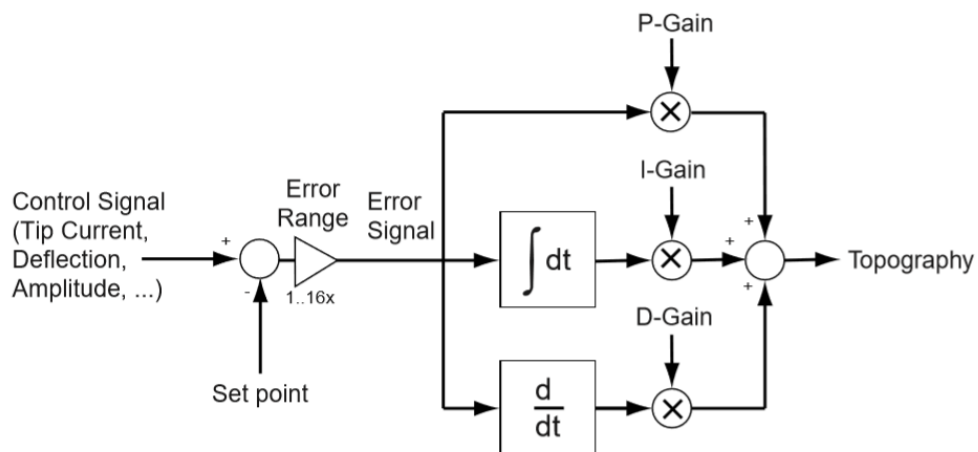 P-Gain
I-Gain
Control Signal
(Tip Current,
Deflection,
Amplitude, ...)
+
-
Set point
Error
Range
1..16x
Error
Signal
∫dt
D-Gain
d
dt
+
+
+
Topography